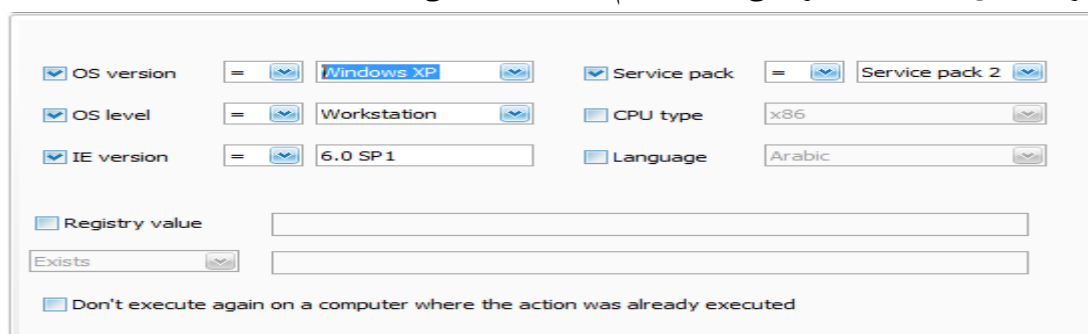 OS version = Windows XP Service pack = Service pack 2
OS level = Workstation CPU type x86
IE version = 6.0 SP1 Language Arabic
Registry value
Exists
Don't execute again on a computer where the action was already executed